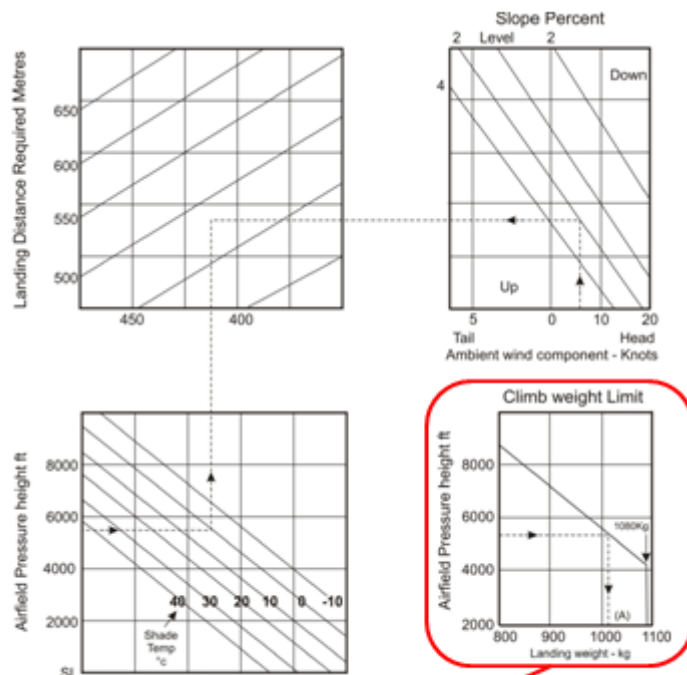 Slope Percent
2 Level 2
Landing Distance Required Metres
650
600
550
500
4
Down
Up
450 400
5 0 10 20
Tail Head
Ambient wind component - Knots
Airfield Pressure height ft
8000
6000
4000
2000
SL
40 30 20 10 0 -10
Shade
Temp
°c
Climb weight Limit
Airfield Pressure height ft
8000
6000
4000
2000
1080Kg
(A)
800 900 1000 1100
Landing weight - kg